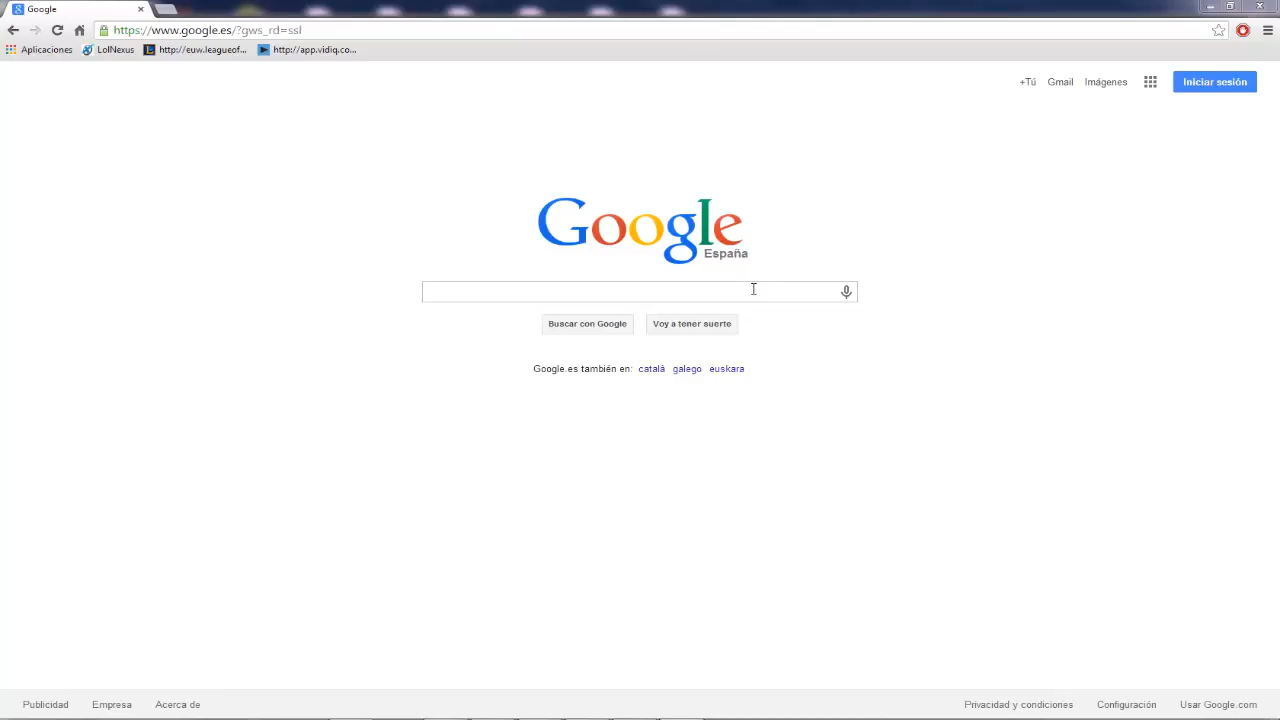 Google
https://www.google.es/?gws_rd=ssl
Aplicaciones LolNexus http://euw.leagueof... http://app.vidiq.co...
+Tú Gmail Imágenes Iniciar sesión
Google
España
Buscar con Google Voy a tener suerte
Google.es también en: català galego euskara
Publicidad Empresa Acerca de Privacidad y condiciones Configuración Usar Google.com